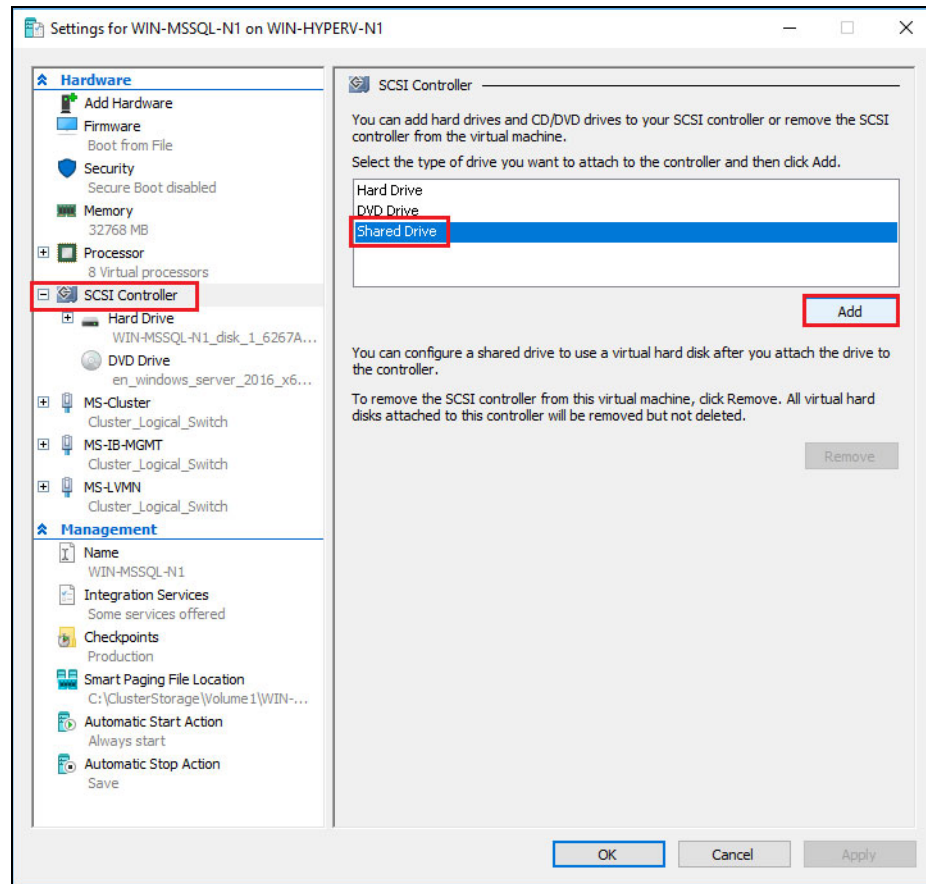 Settings for WIN-MSSQL-N1 on WIN-HYPERV-N1
Hardware
Add Hardware
Firmware
Boot from File
Security
Secure Boot disabled
Memory
32768 MB
Processor
8 Virtual processors
SCSI Controller
Hard Drive
WIN-MSSQL-N1_disk_1_6267A...
DVD Drive
en_windows_server_2016_x6...
MS-Cluster
Cluster_Logical_Switch
MS-IB-MGMT
Cluster_Logical_Switch
MS-LVMN
Cluster_Logical_Switch
Management
Name
WIN-MSSQL-N1
Integration Services
Some services offered
Checkpoints
Production
Smart Paging File Location
C:\ClusterStorage\Volume1\WIN-...
Automatic Start Action
Always start
Automatic Stop Action
Save
SCSI Controller
You can add hard drives and CD/DVD drives to your SCSI controller or remove the SCSI
controller from the virtual machine.
Select the type of drive you want to attach to the controller and then click Add.
Hard Drive
DVD Drive
Shared Drive
Add
You can configure a shared drive to use a virtual hard disk after you attach the drive to
the controller.
To remove the SCSI controller from this virtual machine, click Remove. All virtual hard
disks attached to this controller will be removed but not deleted.
Remove
OK
Cancel
Apply